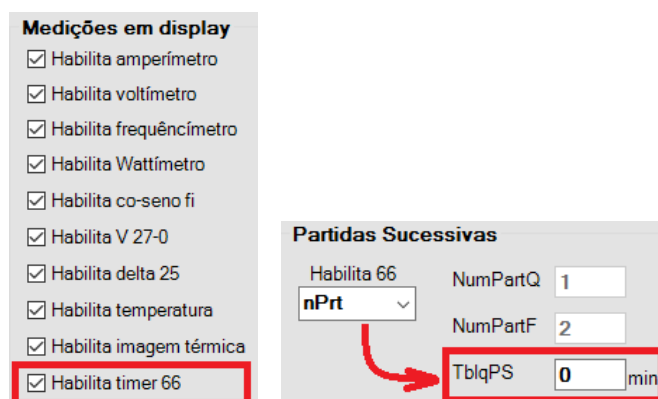 Medições em display
Habilita amperímetro
Habilita voltímetro
Habilita frequêncímetro
Habilita Wattímetro
Habilita co-seno fi
Habilita V 27-0
Habilita delta 25
Habilita temperatura
Habilita imagem térmica
Habilita timer 66
Partidas Sucessivas
Habilita 66
nPrt
NumPartQ 1
NumPartF 2
TblqPS 0 min